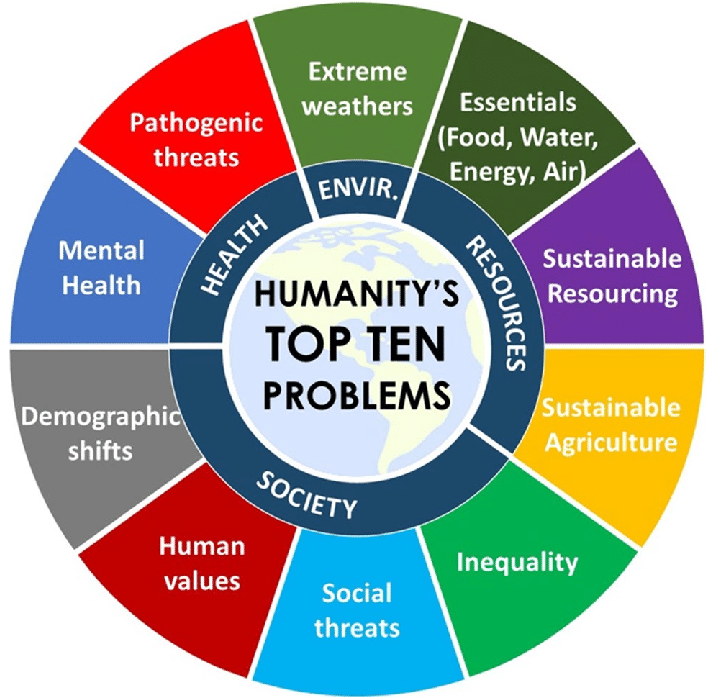 HUMANITY'S
TOP TEN
PROBLEMS
ENVIR.
RESOURCES
SOCIETY
HEALTH
Extreme
weathers
Essentials
(Food, Water,
Energy, Air)
Sustainable
Resourcing
Sustainable
Agriculture
Inequality
Social
threats
Human
values
Demographic
shifts
Mental
Health
Pathogenic
threats